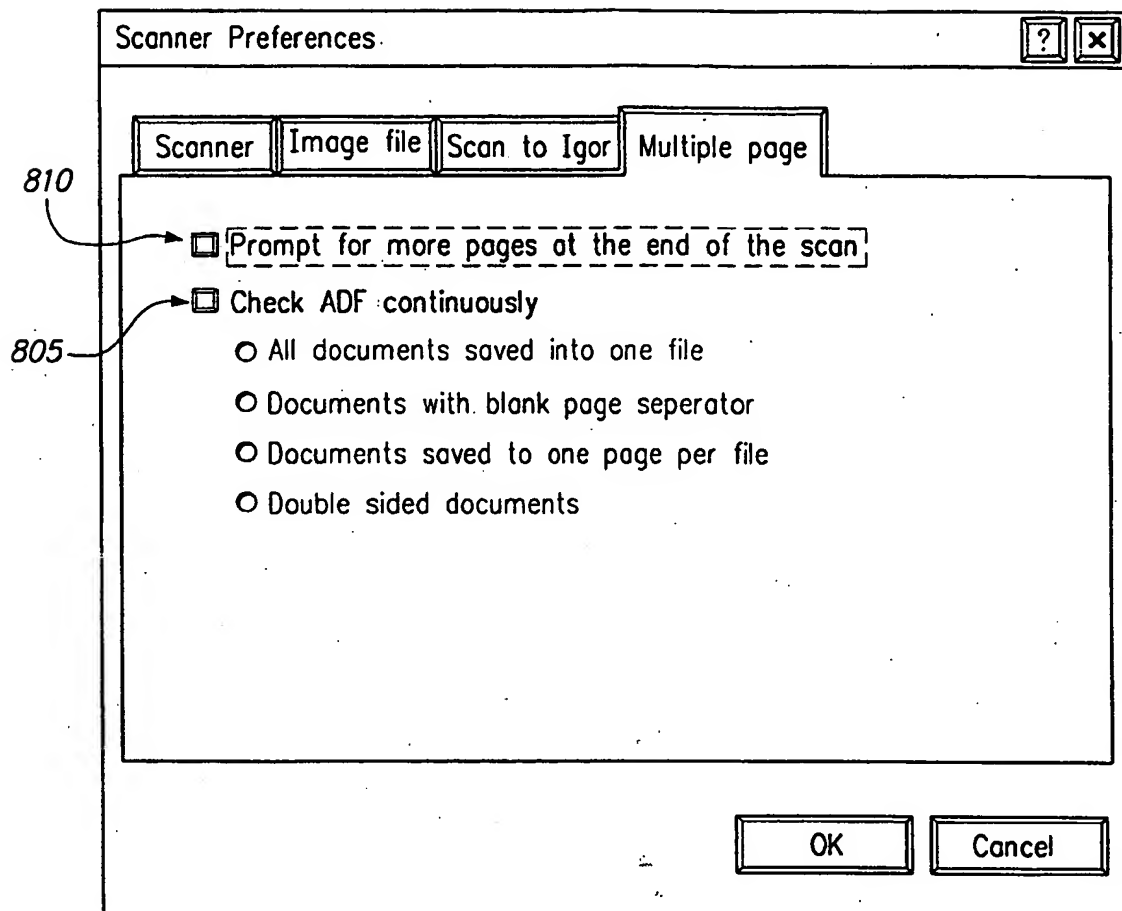 Scanner Preferences
? ×
Scanner Image file Scan to Igor Multiple page
810
Prompt for more pages at the end of the scan
Check ADF continuously
805
All documents saved into one file
Documents with blank page seperator
Documents saved to one page per file
Double sided documents
OK Cancel